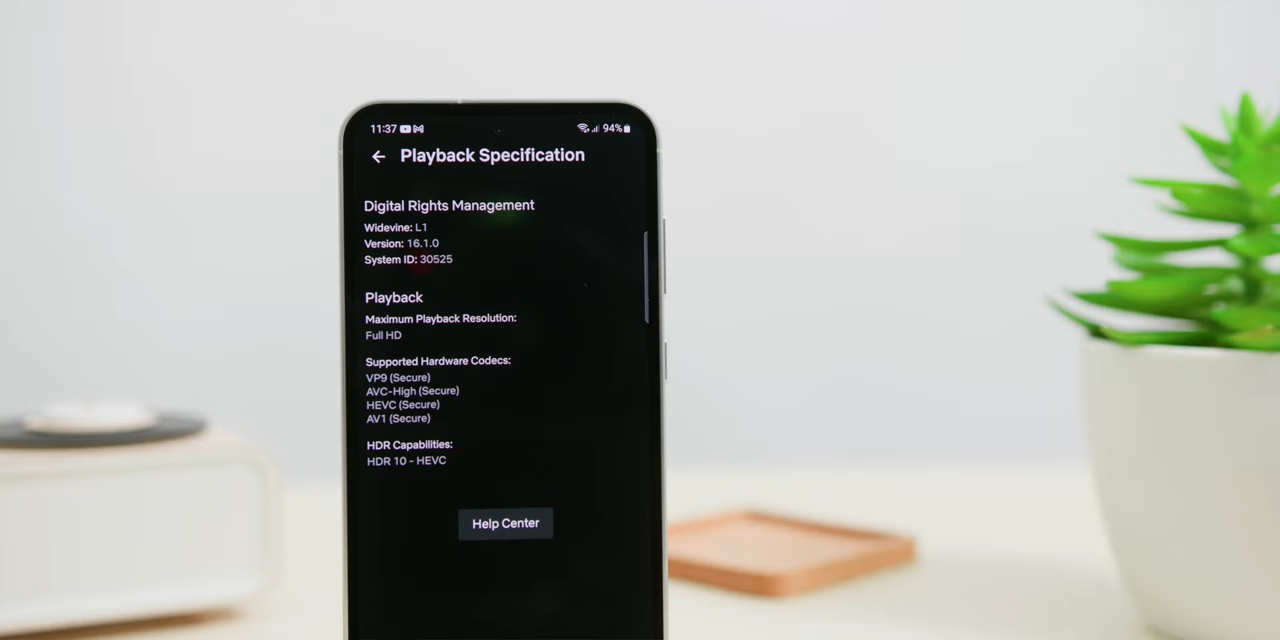 11:37 94%
Playback Specification
Digital Rights Management
Widevine: L1
Version: 16.1.0
System ID: 30525
Playback
Maximum Playback Resolution:
Full HD
Supported Hardware Codecs:
VP9 (Secure)
AVC-High (Secure)
HEVC (Secure)
AV1 (Secure)
HDR Capabilities:
HDR 10 - HEVC
Help Center